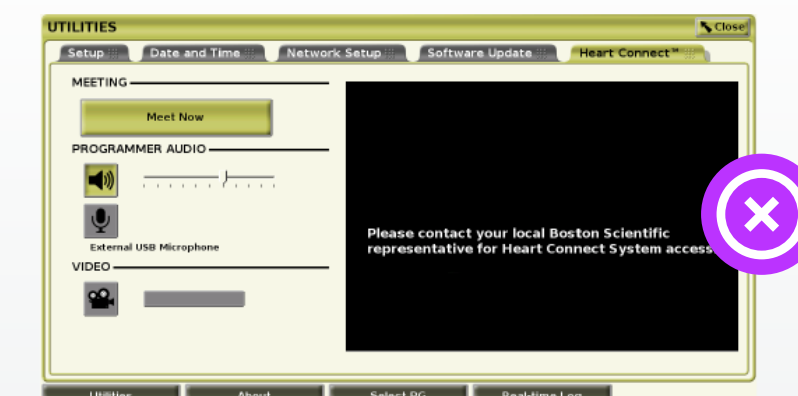 UTILITIES
Close
Setup
Date and Time
Network Setup
Software Update
Heart Connect™
MEETING
Meet Now
PROGRAMMER AUDIO
External USB Microphone
VIDEO
Please contact your local Boston Scientific
representative for Heart Connect System access
Utilities
About
Select PG
Real-time Log